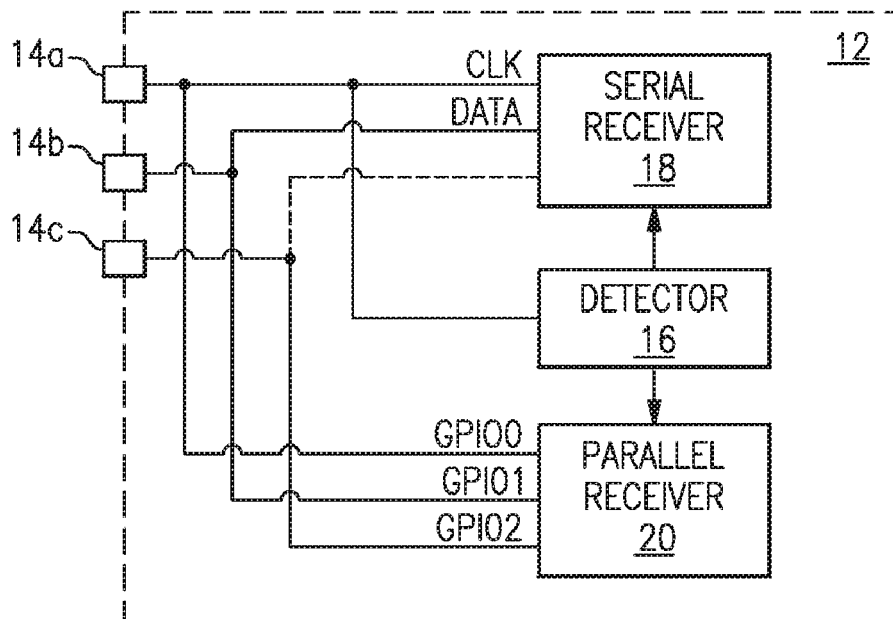 14a
14b
14c
CLK
DATA
SERIAL
RECEIVER
18
12
DETECTOR
16
GPIO0
GPIO1
GPIO2
PARALLEL
RECEIVER
20